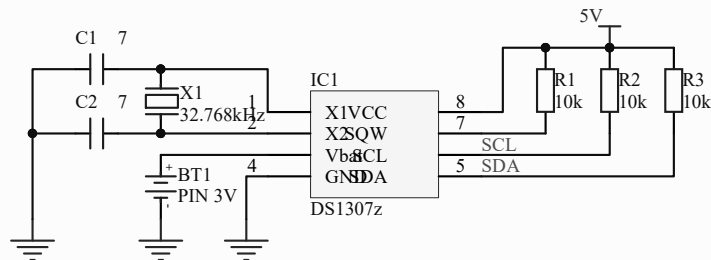 5V
C1 7
IC1
R1
10k
R2
10k
R3
10k
X1
32.768kHz
C2 7
1
2
4
X1 VCC
X2 SQW
Vbat SCL
GND SDA
8
7
5
SCL
SDA
+
BT1
PIN 3V
DS1307z